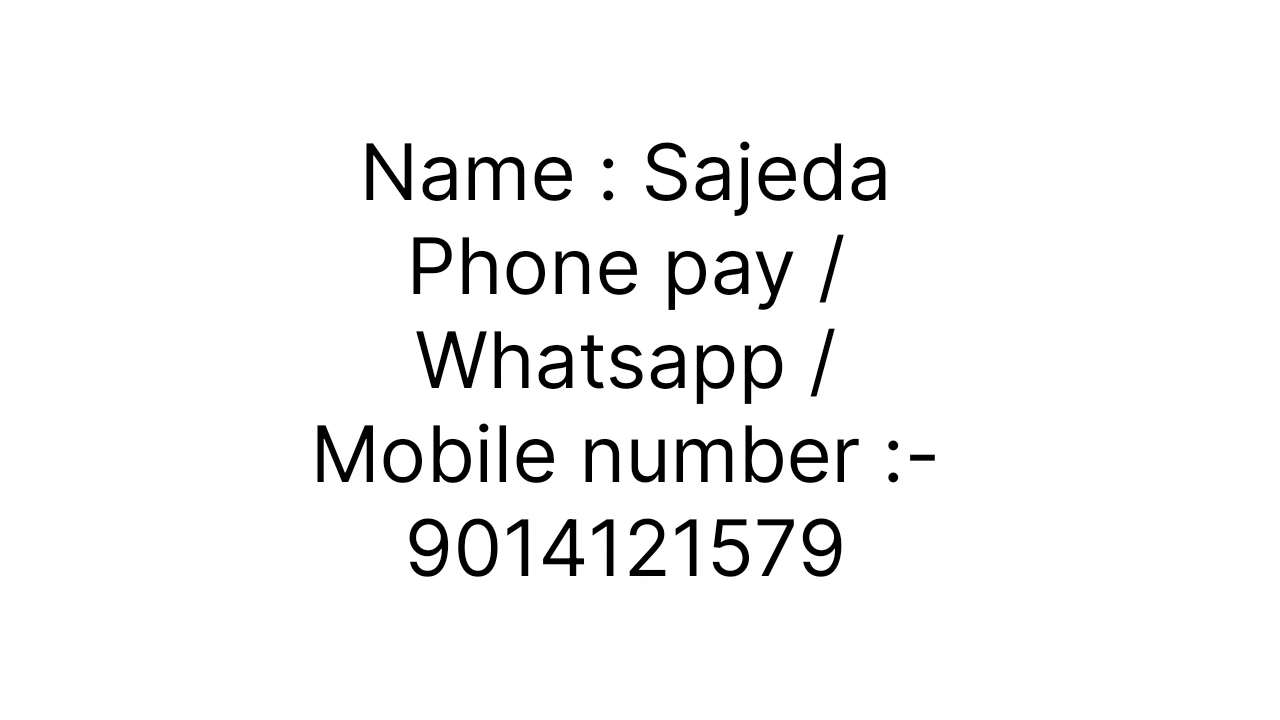 Name : Sajeda
Phone pay /
Whatsapp /
Mobile number :-
9014121579